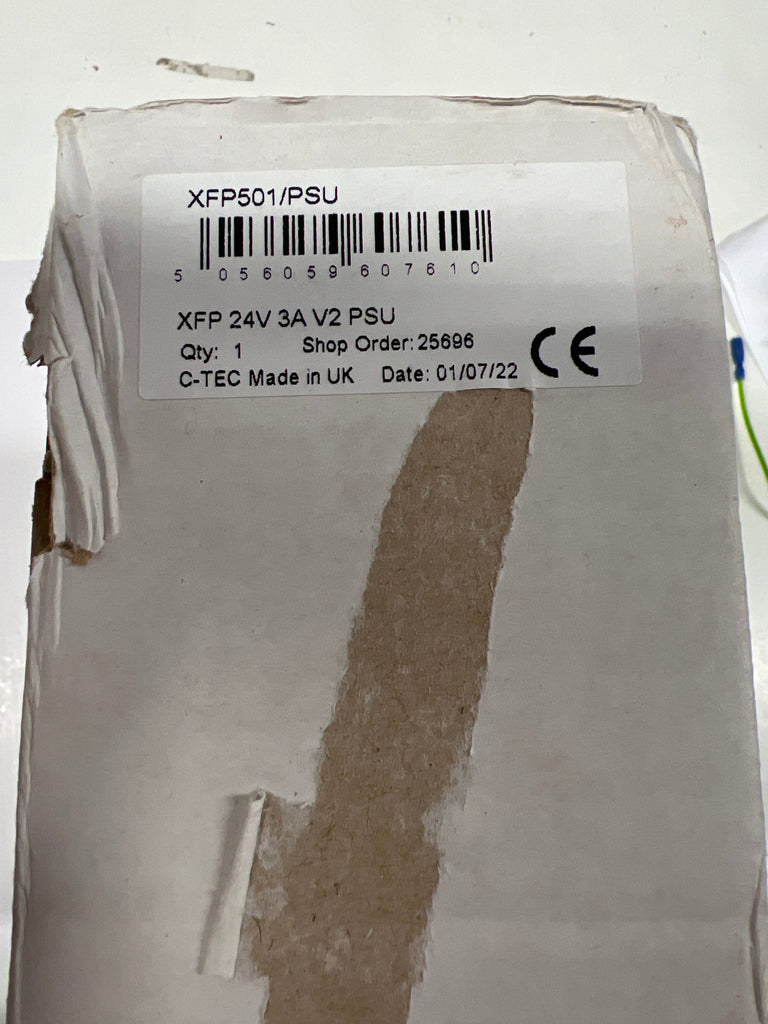 XFP501/PSU
5 056059 607610
XFP 24V 3A V2 PSU
Qty: 1 Shop Order: 25696
C-TEC Made in UK Date: 01/07/22
CE